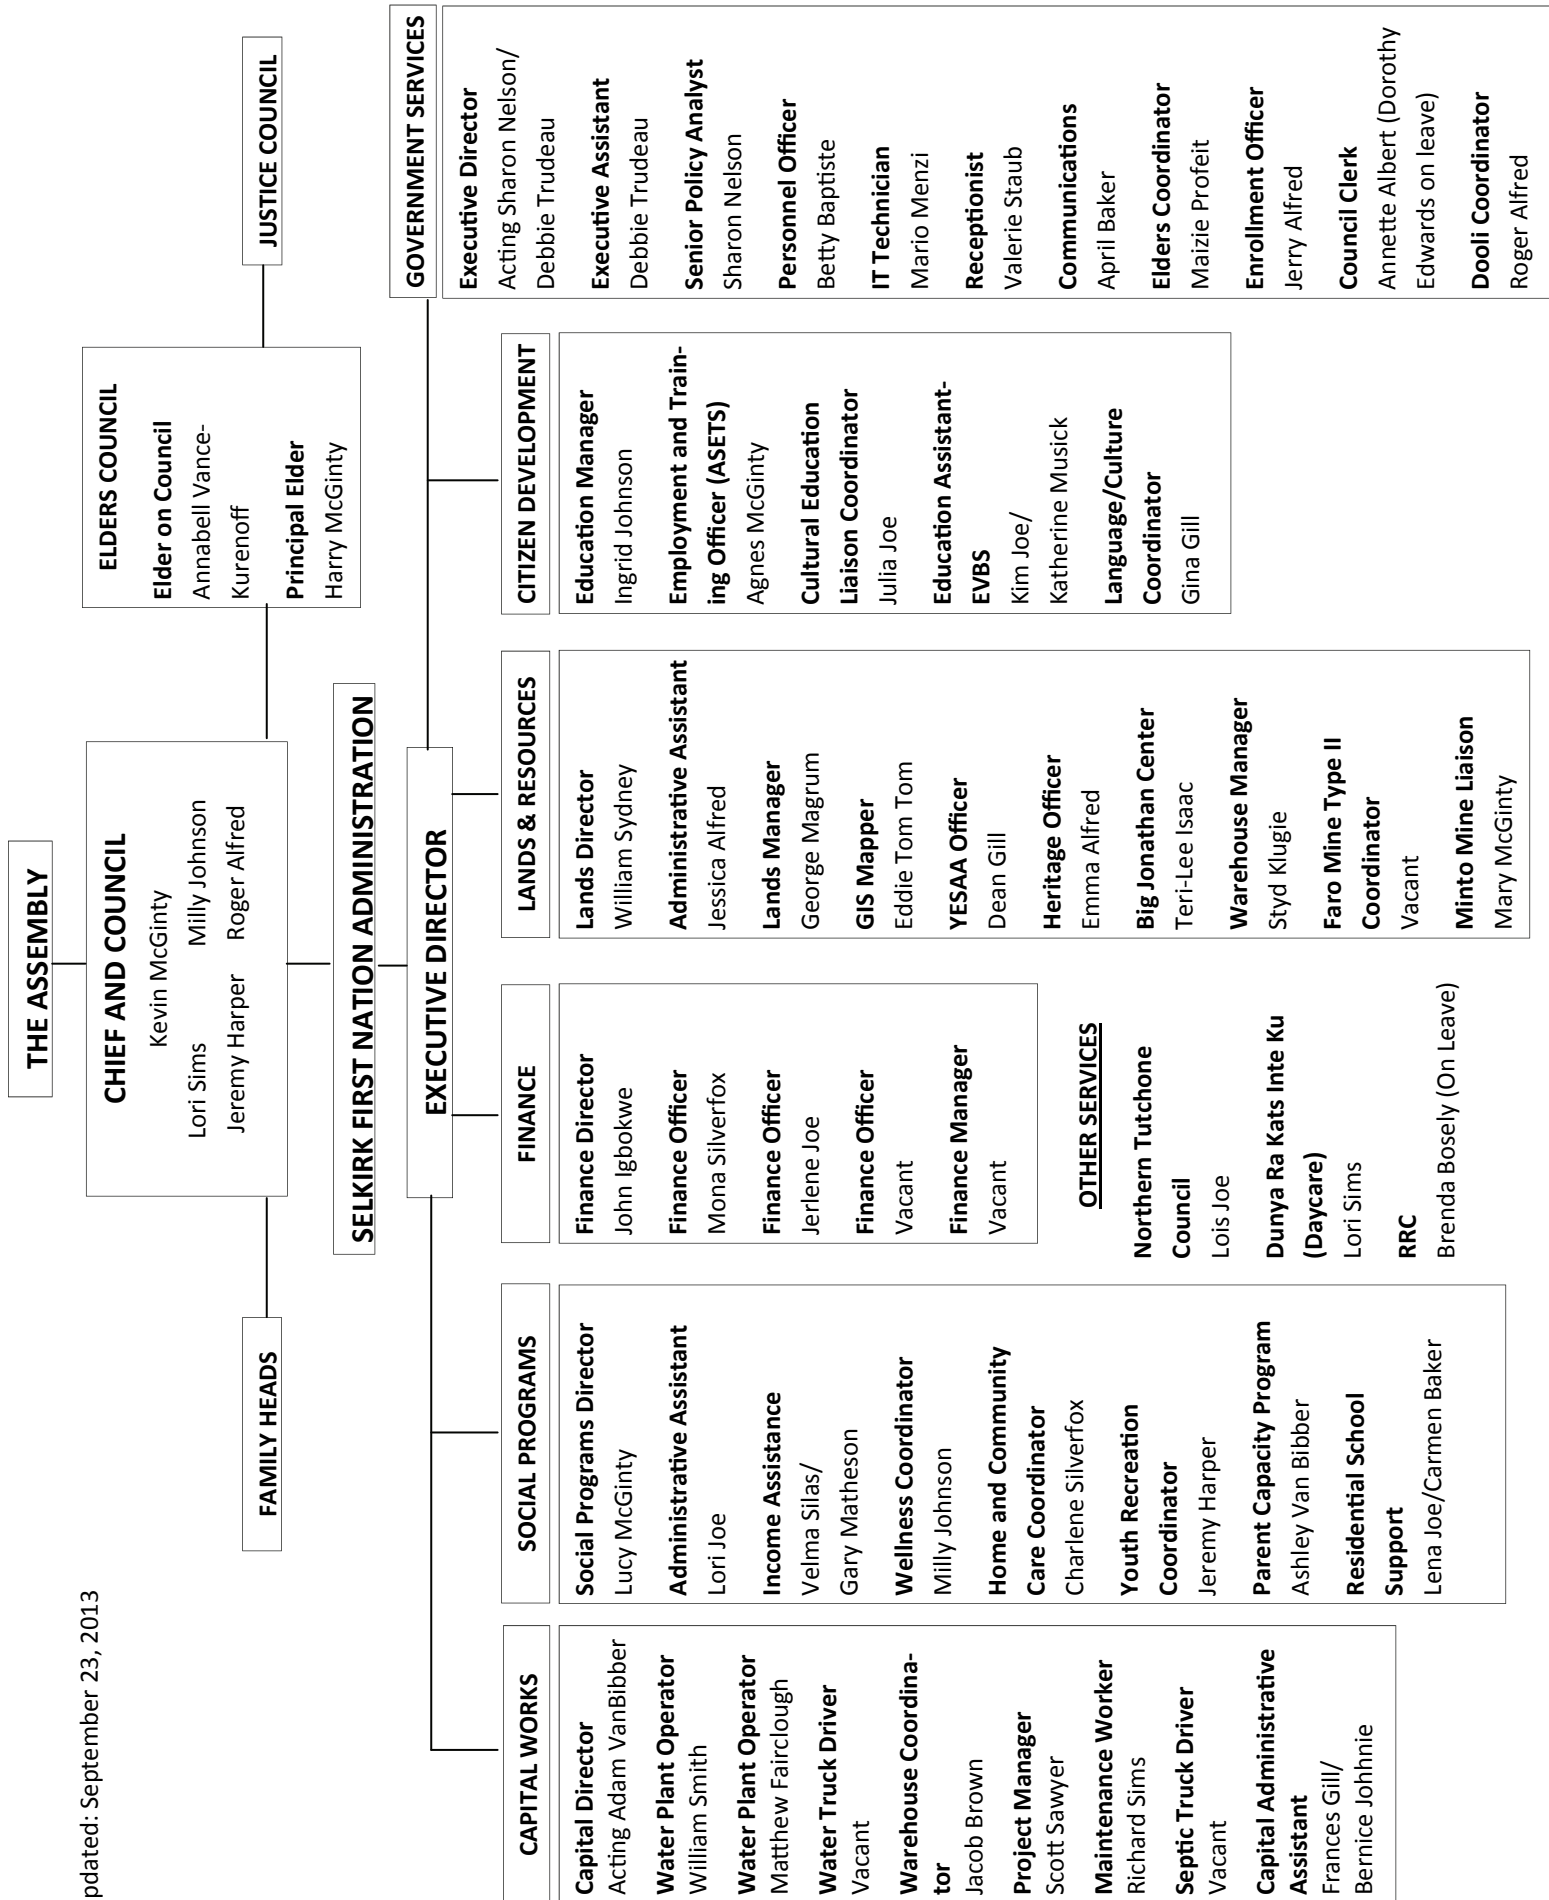 pdated: September 23, 2013
THE ASSEMBLY
CHIEF AND COUNCIL
Kevin McGinty
Lori Sims Milly Johnson
Jeremy Harper Roger Alfred
FAMILY HEADS
ELDERS COUNCIL
Elder on Council
Annabell Vance-
Kurenoff
Principal Elder
Harry McGinty
JUSTICE COUNCIL
SELKIRK FIRST NATION ADMINISTRATION
EXECUTIVE DIRECTOR
CAPITAL WORKS
Capital Director
Acting Adam VanBibber
Water Plant Operator
William Smith
Water Plant Operator
Matthew Fairclough
Water Truck Driver
Vacant
Warehouse Coordina-
tor
Jacob Brown
Project Manager
Scott Sawyer
Maintenance Worker
Richard Sims
Septic Truck Driver
Vacant
Capital Administrative
Assistant
Frances Gill/
Bernice Johhnie
SOCIAL PROGRAMS
Social Programs Director
Lucy McGinty
Administrative Assistant
Lori Joe
Income Assistance
Velma Silas/
Gary Matheson
Wellness Coordinator
Milly Johnson
Home and Community
Care Coordinator
Charlene Silverfox
Youth Recreation
Coordinator
Jeremy Harper
Parent Capacity Program
Ashley Van Bibber
Residential School
Support
Lena Joe/Carmen Baker
FINANCE
Finance Director
John Igbokwe
Finance Officer
Mona Silverfox
Finance Officer
Jerlene Joe
Finance Officer
Vacant
Finance Manager
Vacant
OTHER SERVICES
Northern Tutchone
Council
Lois Joe
Dunya Ra Kats Inte Ku
(Daycare)
Lori Sims
RRC
Brenda Bosely (On Leave)
LANDS & RESOURCES
Lands Director
William Sydney
Administrative Assistant
Jessica Alfred
Lands Manager
George Magrum
GIS Mapper
Eddie Tom Tom
YESAA Officer
Dean Gill
Heritage Officer
Emma Alfred
Big Jonathan Center
Teri-Lee Isaac
Warehouse Manager
Styd Klugie
Faro Mine Type II
Coordinator
Vacant
Minto Mine Liaison
Mary McGinty
CITIZEN DEVELOPMENT
Education Manager
Ingrid Johnson
Employment and Train-
ing Officer (ASETS)
Agnes McGinty
Cultural Education
Liaison Coordinator
Julia Joe
Education Assistant-
EVBS
Kim Joe/
Katherine Musick
Language/Culture
Coordinator
Gina Gill
GOVERNMENT SERVICES
Executive Director
Acting Sharon Nelson/
Debbie Trudeau
Executive Assistant
Debbie Trudeau
Senior Policy Analyst
Sharon Nelson
Personnel Officer
Betty Baptiste
IT Technician
Mario Menzi
Receptionist
Valerie Staub
Communications
April Baker
Elders Coordinator
Maizie Profeit
Enrollment Officer
Jerry Alfred
Council Clerk
Annette Albert (Dorothy
Edwards on leave)
Dooli Coordinator
Roger Alfred